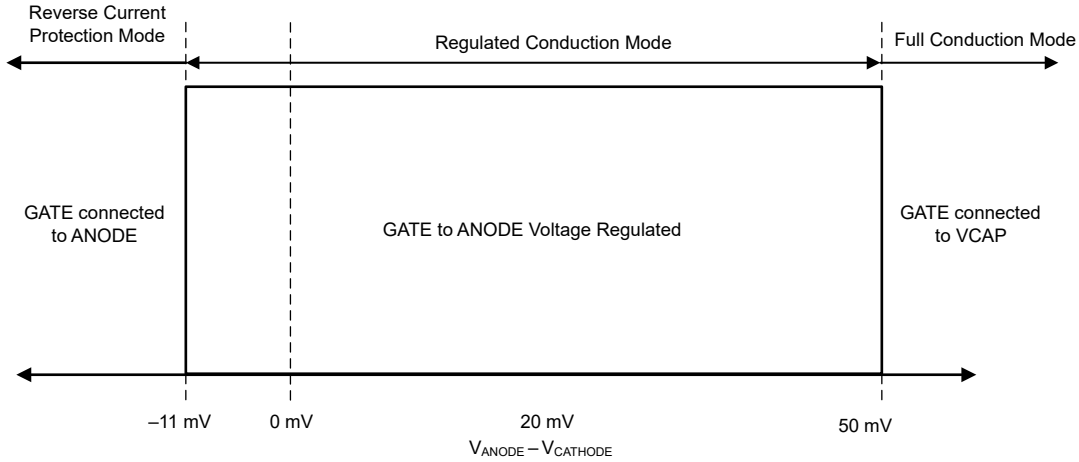 Reverse Current
Protection Mode
Regulated Conduction Mode
Full Conduction Mode
GATE connected
to ANODE
GATE to ANODE Voltage Regulated
GATE connected
to VCAP
–11 mV
0 mV
20 mV
50 mV
VANODE – VCATHODE